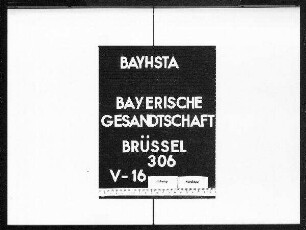 BAYHSTA
BAYERISCHE
GESANDTSCHAFT
BRÜSSEL
306
V-16